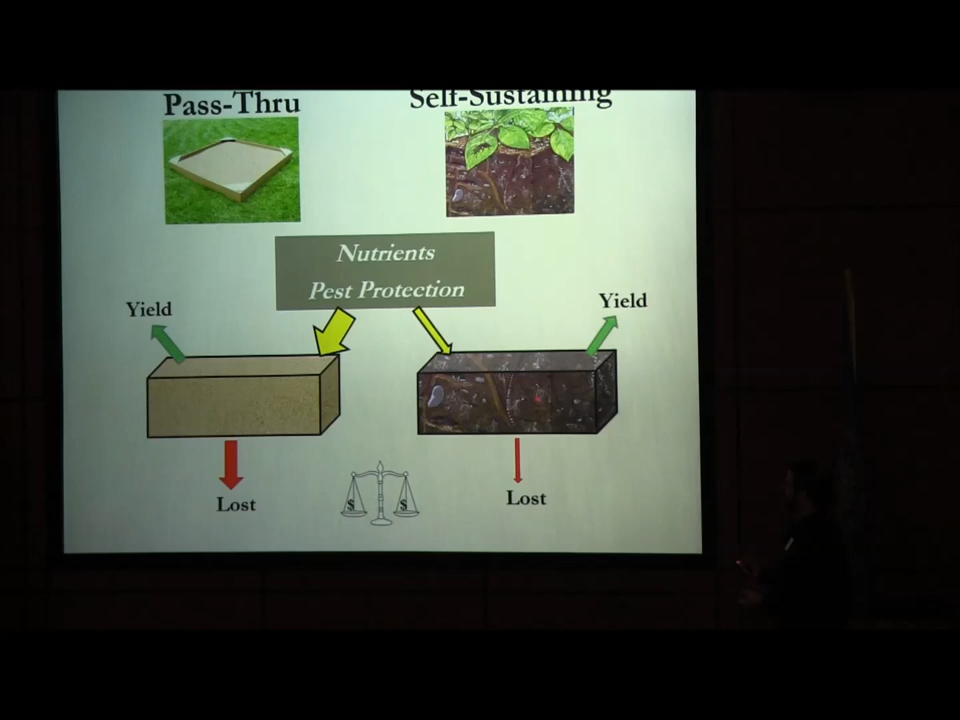 Pass-Thru
Self-Sustaining
Nutrients
Pest Protection
Yield
Yield
Lost
Lost
$
$